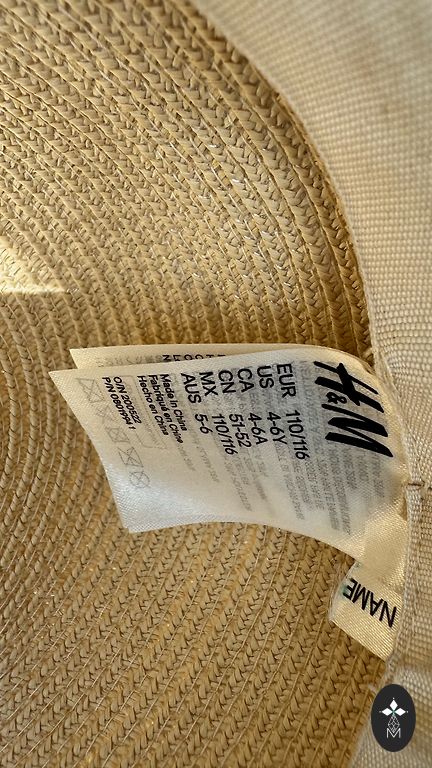 H&M
EUR 110/116
US 4-6Y
CA 4-6A
CN 51-52
MX 110/116
AUS 5-6
Made in China
Fabriqué en Chine
Hecho en China
O/N 200522
NAME
M